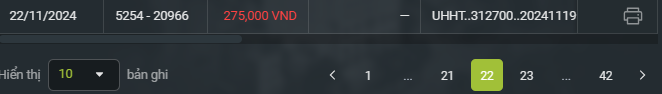 22/11/2024 5254 - 20966 275,000 VND — UHHT..312700..20241119
Hiển thị 10 bản ghi 1 ... 21 22 23 ... 42